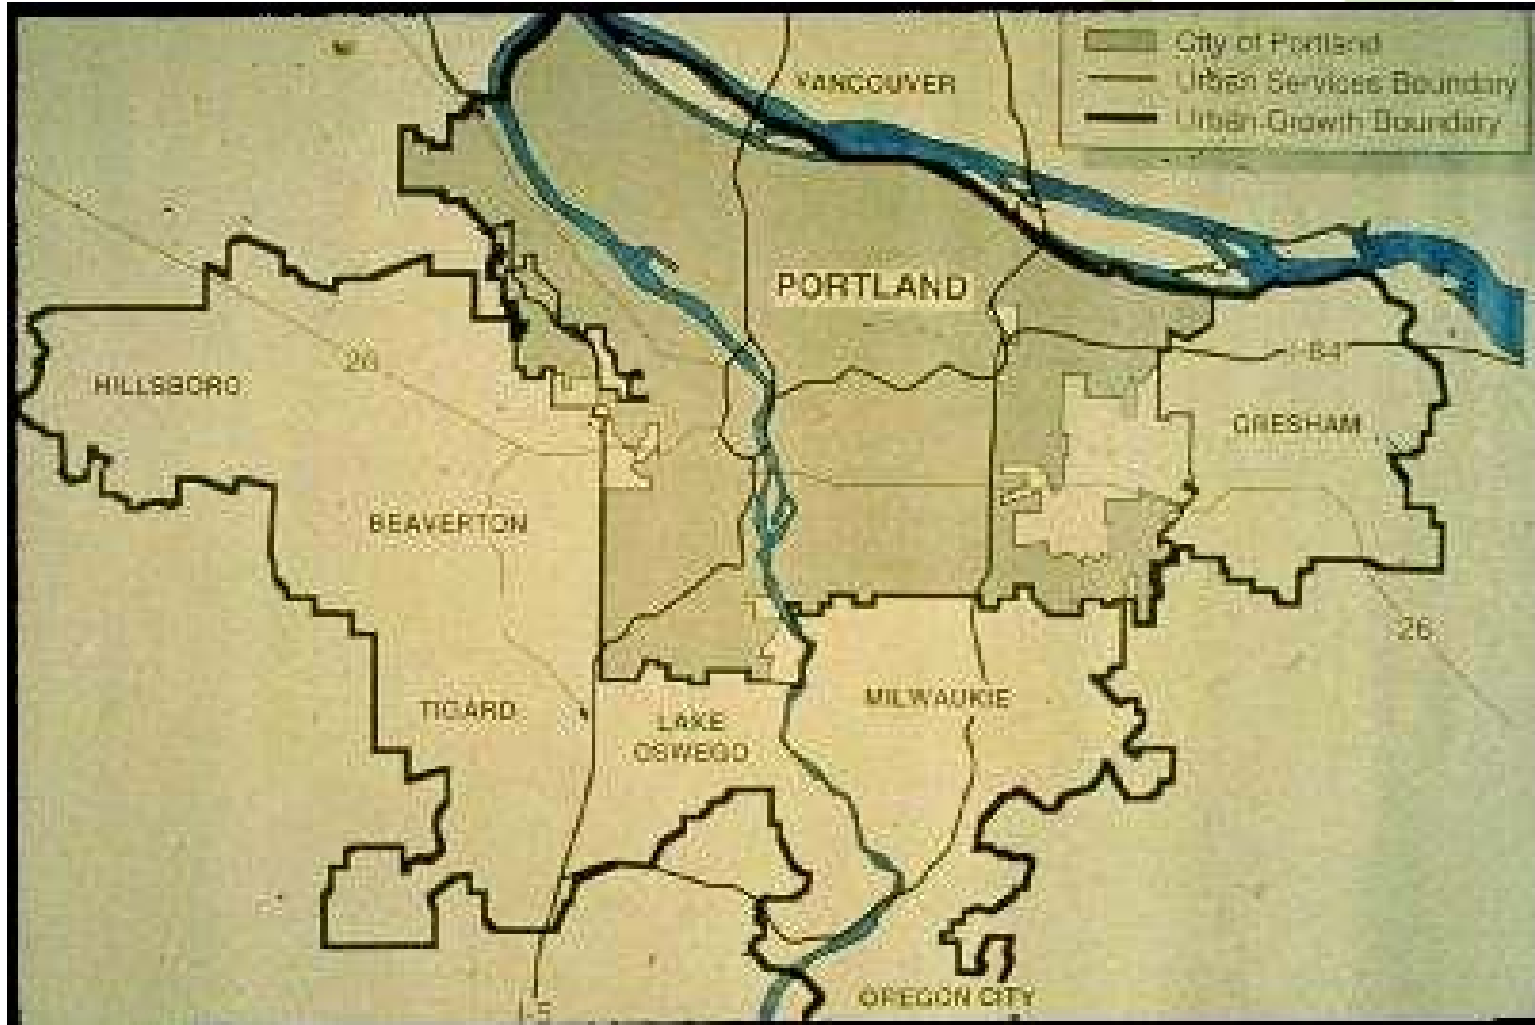 City of Portland
Urban Services Boundary
Urban Growth Boundary
VANCOUVER
PORTLAND
26
I-84
HILLSBORO
GRESHAM
BEAVERTON
26
TIGARD
LAKE
OSWEGO
MILWAUKIE
I-5
OREGON CITY